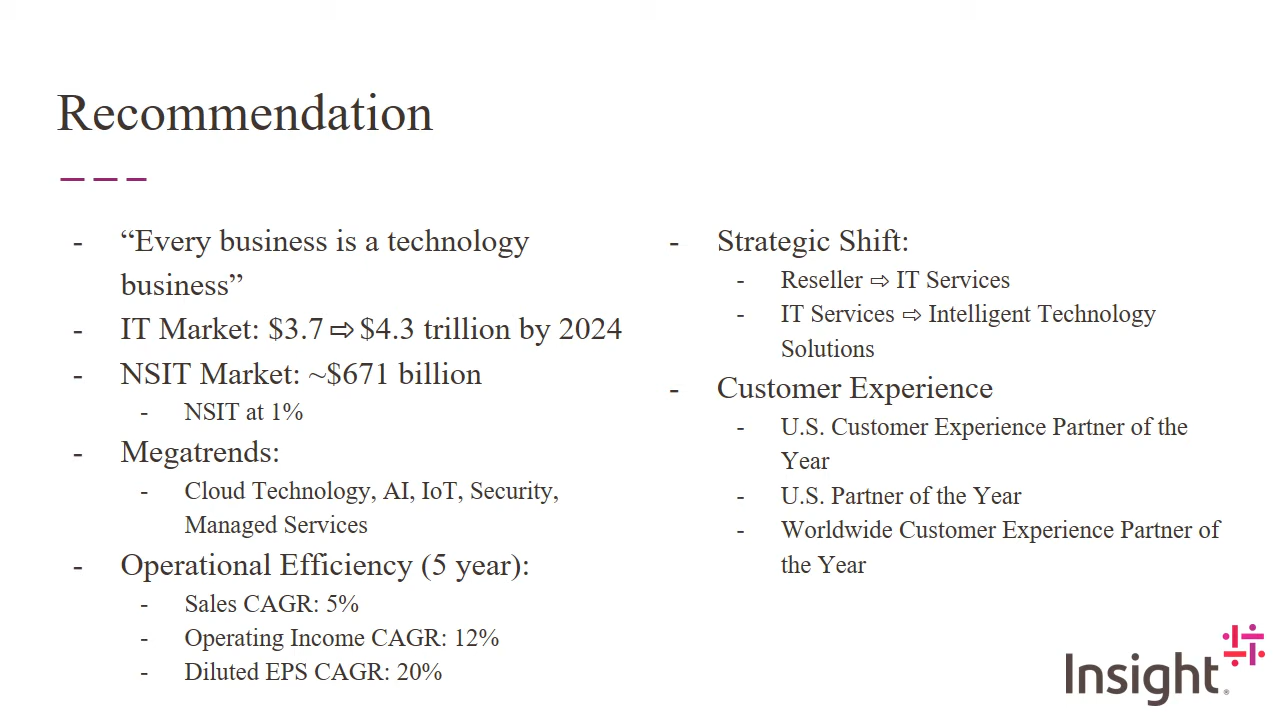 Recommendation
- “Every business is a technology
business”
- IT Market: $3.7 ⇨ $4.3 trillion by 2024
- NSIT Market: ~$671 billion
- NSIT at 1%
- Megatrends:
- Cloud Technology, AI, IoT, Security,
Managed Services
- Operational Efficiency (5 year):
- Sales CAGR: 5%
- Operating Income CAGR: 12%
- Diluted EPS CAGR: 20%
- Strategic Shift:
- Reseller ⇨ IT Services
- IT Services ⇨ Intelligent Technology
Solutions
- Customer Experience
- U.S. Customer Experience Partner of the
Year
- U.S. Partner of the Year
- Worldwide Customer Experience Partner of
the Year
Insight®